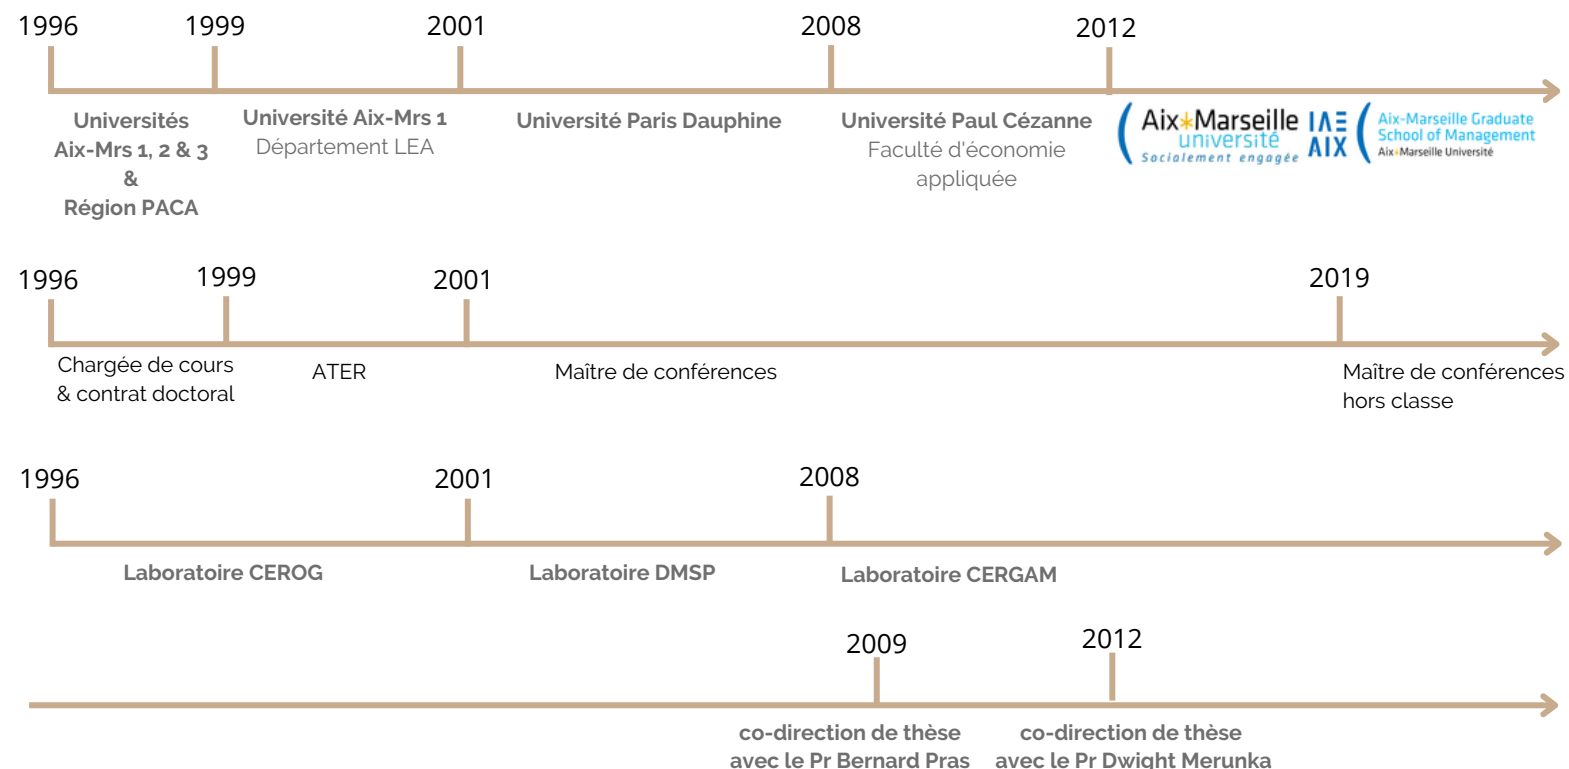 1996
1999
2001
2008
2012
Universités
Aix-Mrs 1, 2 & 3
&
Région PACA
Université Aix-Mrs 1
Département LEA
Université Paris Dauphine
Université Paul Cézanne
Faculté d'économie
appliquée
Aix Marseille
université
Socialement engagée
IAE
AIX
Aix-Marseille Graduate
School of Management
Aix Marseille Université
1996
1999
2001
2019
Chargée de cours
& contrat doctoral
ATER
Maître de conférences
Maître de conférences
hors classe
1996
2001
2008
Laboratoire CEROG
Laboratoire DMSP
Laboratoire CERGAM
2009
2012
co-direction de thèse
avec le Pr Bernard Pras
co-direction de thèse
avec le Pr Dwight Merunka